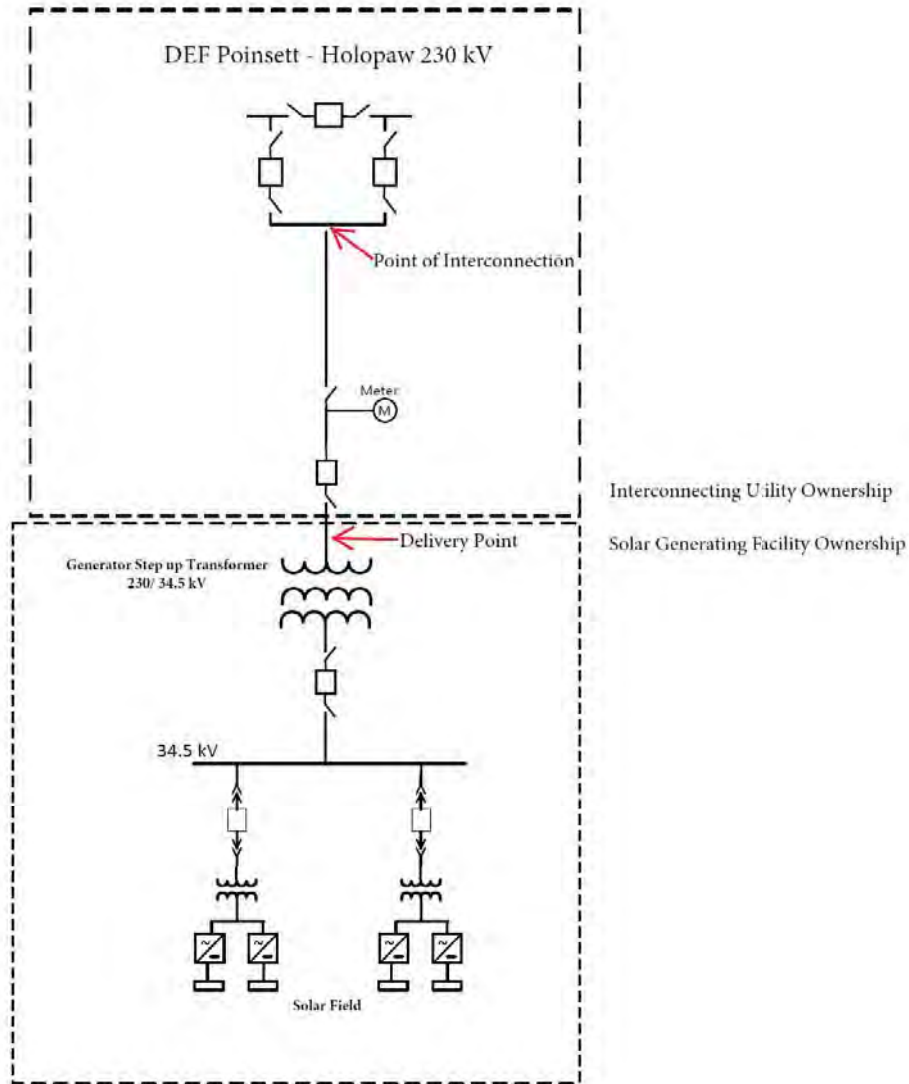 DEF Poinsett - Holopaw 230 kV
Point of Interconnection
Meter
M
Interconnecting Utility Ownership
Delivery Point
Solar Generating Facility Ownership
Generator Step up Transformer
230/ 34.5 kV
34.5 kV
Solar Field